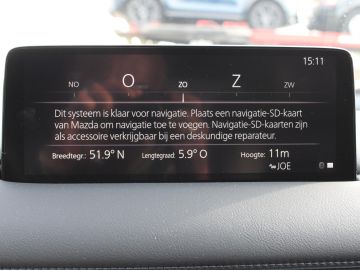 15:11
NO O ZO Z ZW
Dit systeem is klaar voor navigatie. Plaats een navigatie-SD-kaart
van Mazda om navigatie toe te voegen. Navigatie-SD-kaarten zijn
als accessoire verkrijgbaar bij een deskundige reparateur.
Breedtegr.: 51.9° N Lengtegraad: 5.9° O Hoogte: 11m
JOE